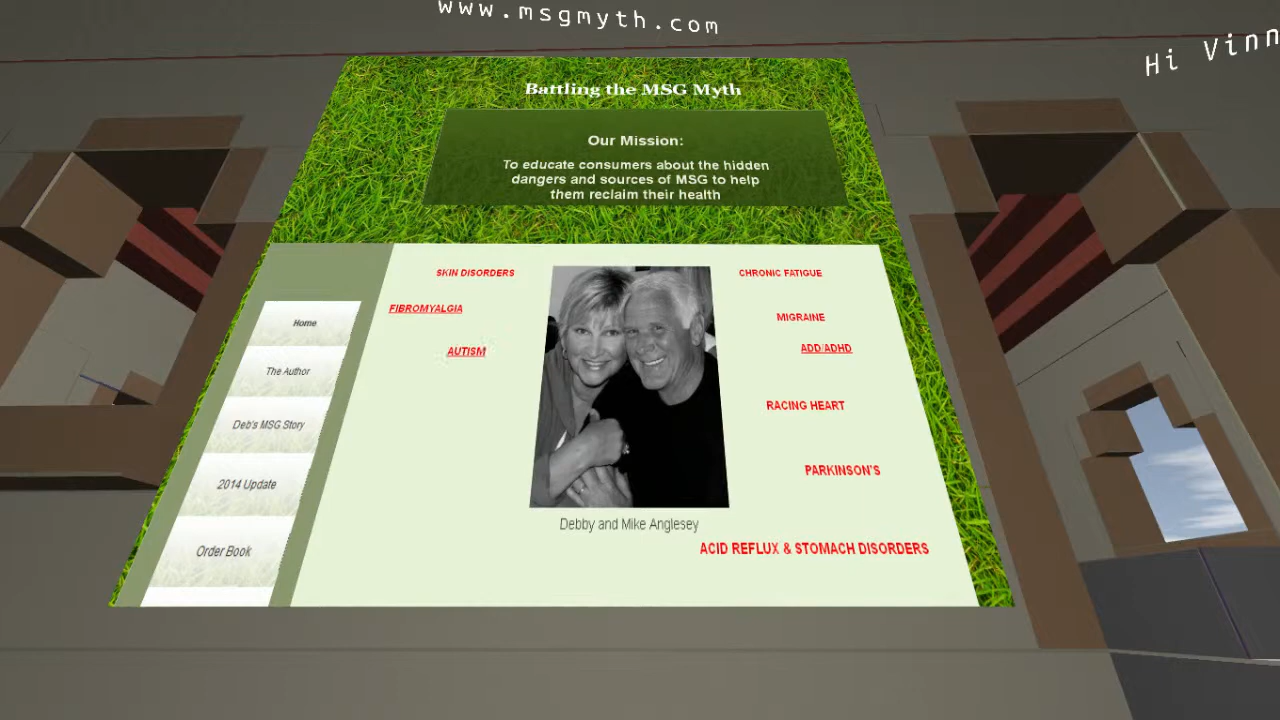 www.msgmyth.com
Hi Vinn
Battling the MSG Myth
Our Mission:
To educate consumers about the hidden
dangers and sources of MSG to help
them reclaim their health
Home
The Author
Deb's MSG Story
2014 Update
Order Book
SKIN DISORDERS
FIBROMYALGIA
AUTISM
CHRONIC FATIGUE
MIGRAINE
ADD/ADHD
RACING HEART
PARKINSON'S
Debby and Mike Anglesey
ACID REFLUX & STOMACH DISORDERS